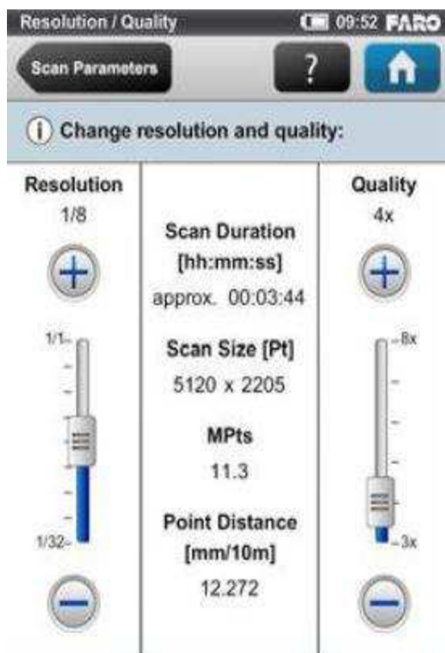 Resolution / Quality 09:52 FARO
Scan Parameters ?
i Change resolution and quality:
Resolution
1/8
+
1/1
1/32
−
Scan Duration
[hh:mm:ss]
approx. 00:03:44
Scan Size [Pt]
5120 x 2205
MPts
11.3
Point Distance
[mm/10m]
12.272
Quality
4x
+
8x
3x
−